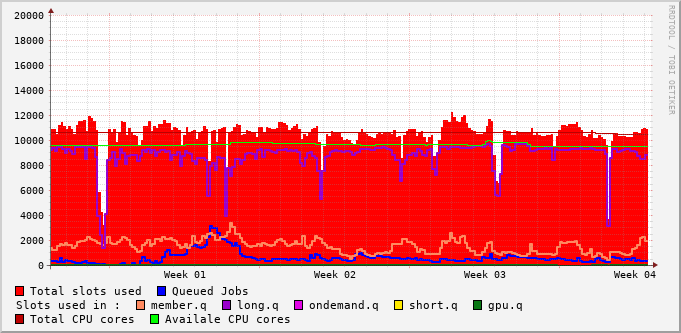 20000
18000
16000
14000
12000
10000
8000
6000
4000
2000
0
Week 01 Week 02 Week 03 Week 04
RRDTOOL / TOBI OETIKER
Total slots used Queued Jobs
Slots used in : member.q long.q ondemand.q short.q gpu.q
Total CPU cores Availale CPU cores